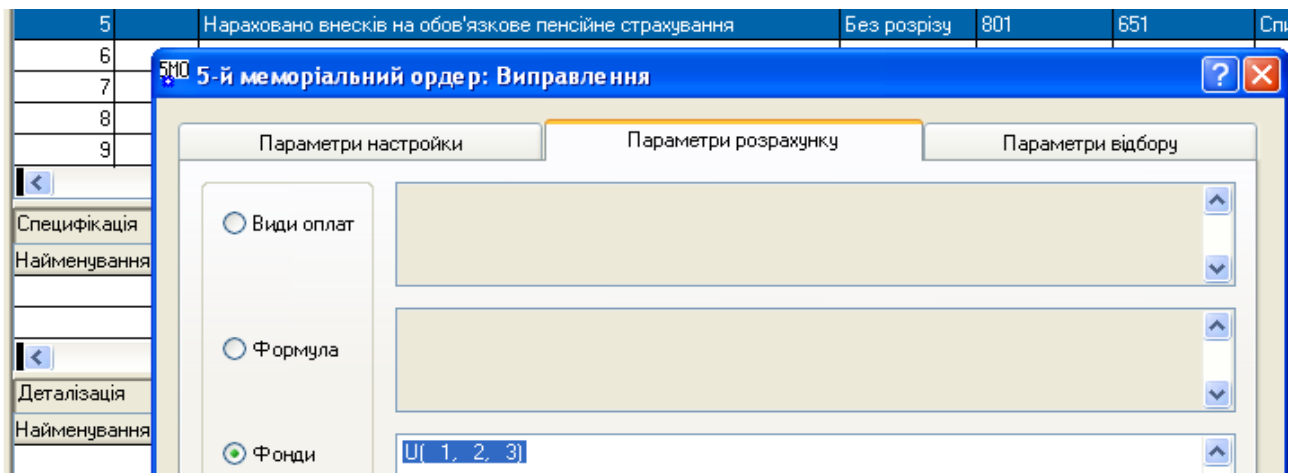 5 Нараховано внесків на обов'язкове пенсійне страхування Без розрізу 801 651
6
5МО 5-й меморіальний ордер: Виправлення
7
8
Параметри настройки Параметри розрахунку Параметри відбору
9
Специфікація
Види оплат
Найменування
Формула
Деталізація
Найменування
Фонди U( 1, 2, 3)